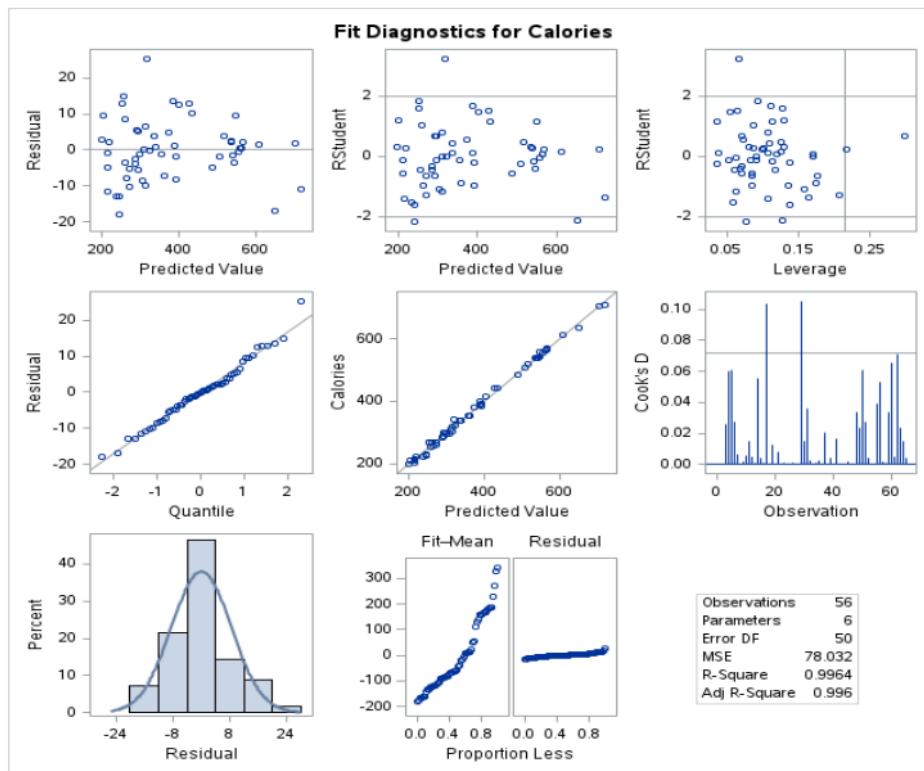 Fit Diagnostics for Calories
Residual
20
10
0
-10
-20
200 400 600
Predicted Value
RStudent
2
0
-2
200 400 600
Predicted Value
RStudent
2
0
-2
0.05 0.15 0.25
Leverage
Residual
20
10
0
-10
-20
-2 -1 0 1 2
Quantile
Calories
600
400
200
200 400 600
Predicted Value
Cook's D
0.10
0.08
0.06
0.04
0.02
0.00
0 20 40 60
Observation
Percent
40
30
20
10
0
-24 -8 8 24
Residual
Fit–Mean Residual
300
200
100
0
-100
-200
0.0 0.4 0.8 0.0 0.4 0.8
Proportion Less
Observations 56
Parameters 6
Error DF 50
MSE 78.032
R-Square 0.9964
Adj R-Square 0.996